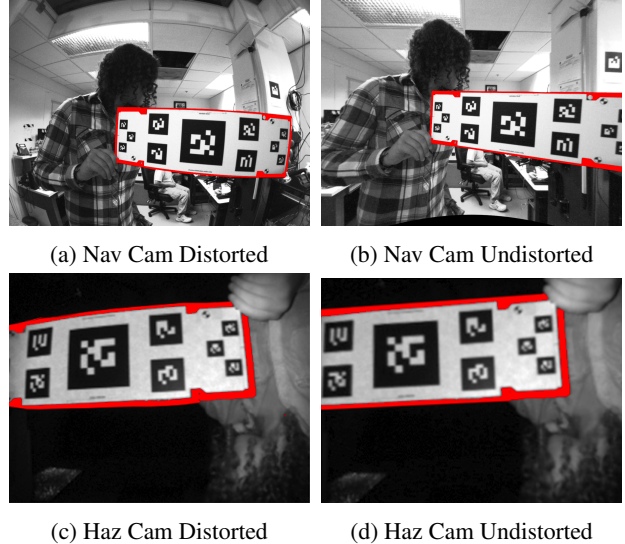 (a) Nav Cam Distorted
(b) Nav Cam Undistorted
(c) Haz Cam Distorted
(d) Haz Cam Undistorted